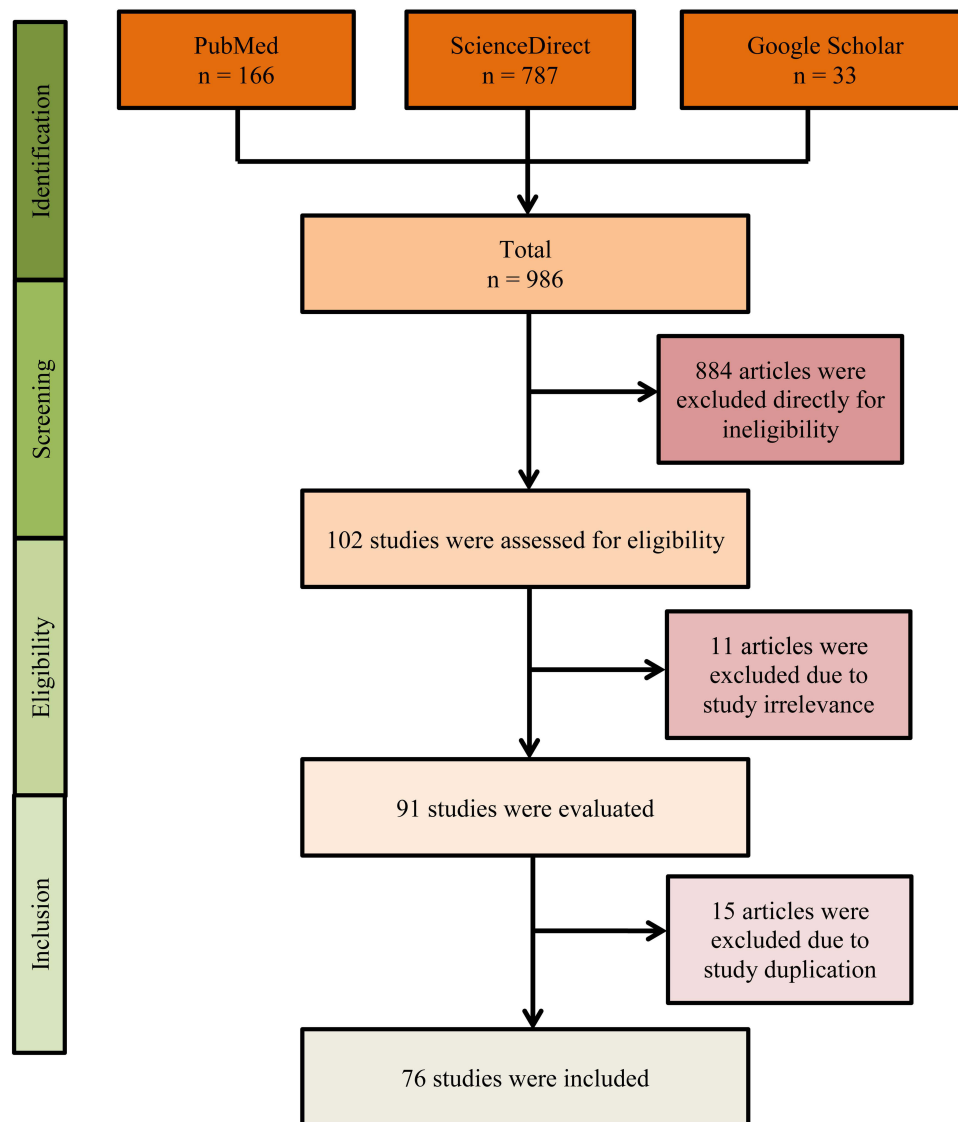 PubMed
n = 166
ScienceDirect
n = 787
Google Scholar
n = 33
Identification
Total
n = 986
Screening
884 articles were
excluded directly for
ineligibility
102 studies were assessed for eligibility
Eligibility
11 articles were
excluded due to
study irrelevance
91 studies were evaluated
Inclusion
15 articles were
excluded due to
study duplication
76 studies were included